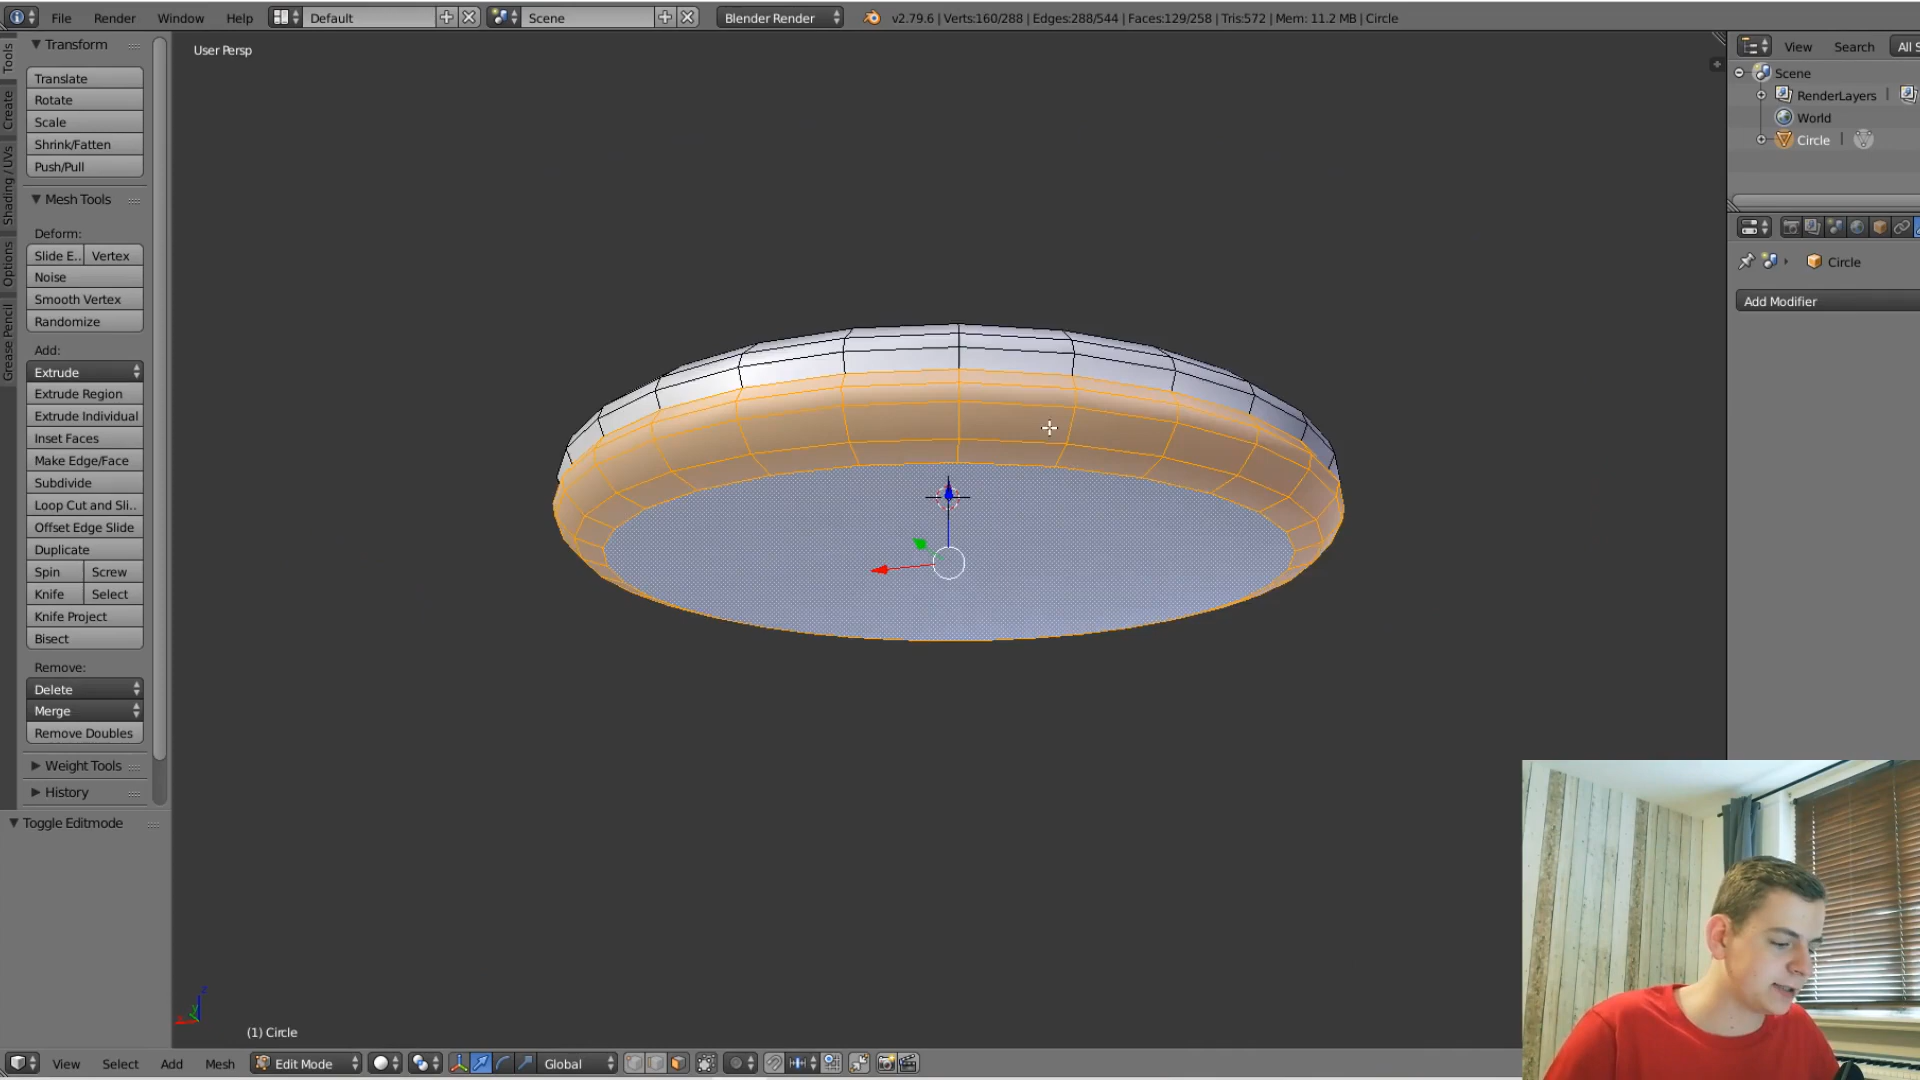 File Render Window Help Default Scene Blender Render v2.79.6 | Verts:160/288 | Edges:288/544 | Faces:129/258 | Tris:572 | Mem: 11.2 MB | Circle
Tools
Create
Shading / UVs
Options
Grease Pencil
Transform
Translate
Rotate
Scale
Shrink/Fatten
Push/Pull
Mesh Tools
Deform:
Slide E.. Vertex
Noise
Smooth Vertex
Randomize
Add:
Extrude
Extrude Region
Extrude Individual
Inset Faces
Make Edge/Face
Subdivide
Loop Cut and Sli..
Offset Edge Slide
Duplicate
Spin Screw
Knife Select
Knife Project
Bisect
Remove:
Delete
Merge
Remove Doubles
Weight Tools
History
Toggle Editmode
User Persp
(1) Circle
View Select Add Mesh Edit Mode Global
View Search All S
Scene
RenderLayers
World
Circle
Circle
Add Modifier